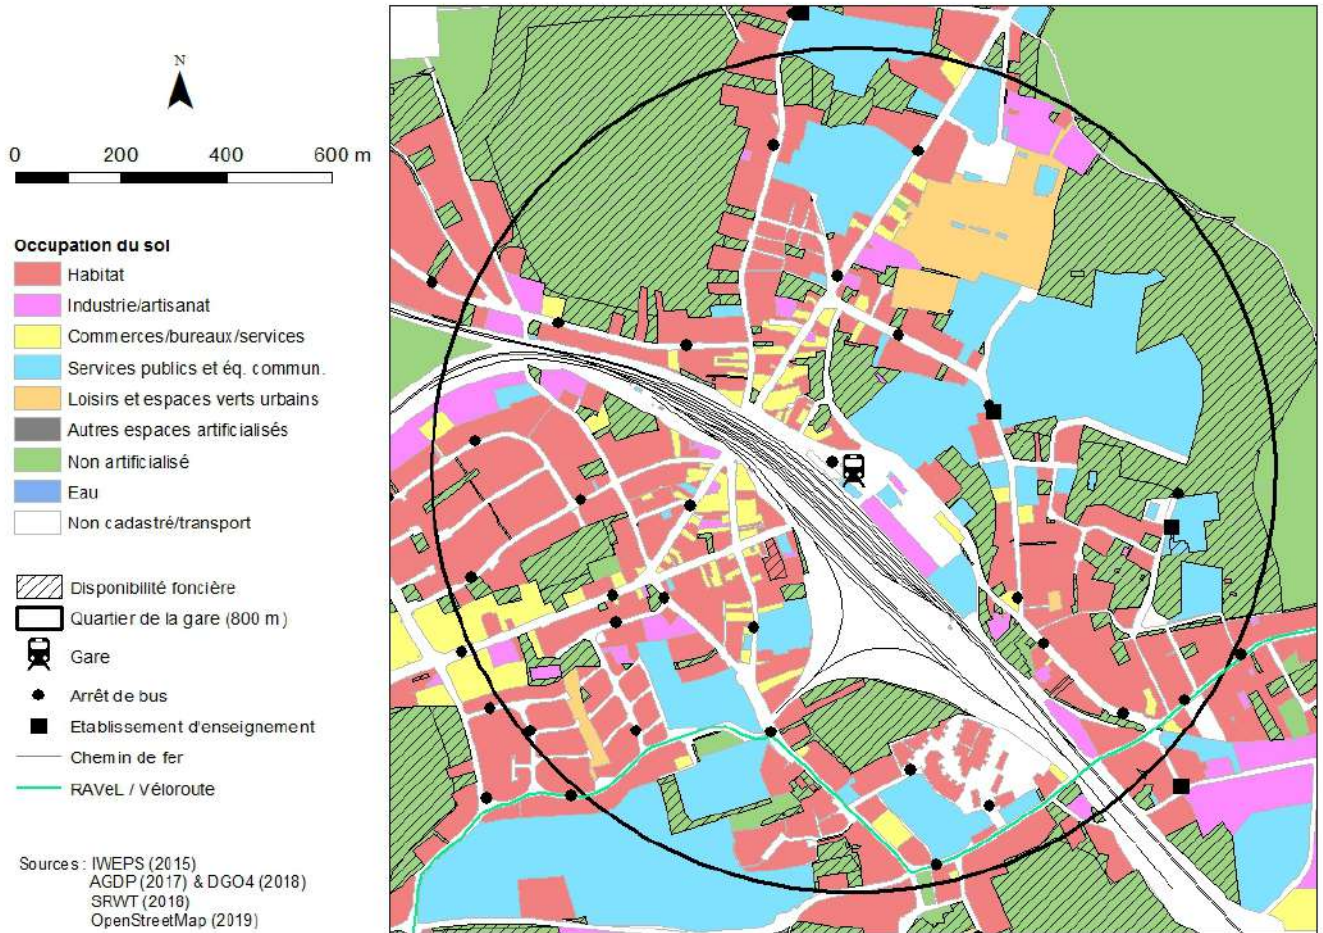 N
0 200 400 600 m
Occupation du sol
Habitat
Industrie/artisanat
Commerces/bureaux/services
Services publics et éq. commun.
Loisirs et espaces verts urbains
Autres espaces artificialisés
Non artificialisé
Eau
Non cadastré/transport
Disponibilité foncière
Quartier de la gare (800 m)
Gare
Arrêt de bus
Etablissement d'enseignement
Chemin de fer
RAVeL / Véloroute
Sources : IWEPS (2015)
AGDP (2017) & DGO4 (2018)
SRWT (2018)
OpenStreetMap (2019)